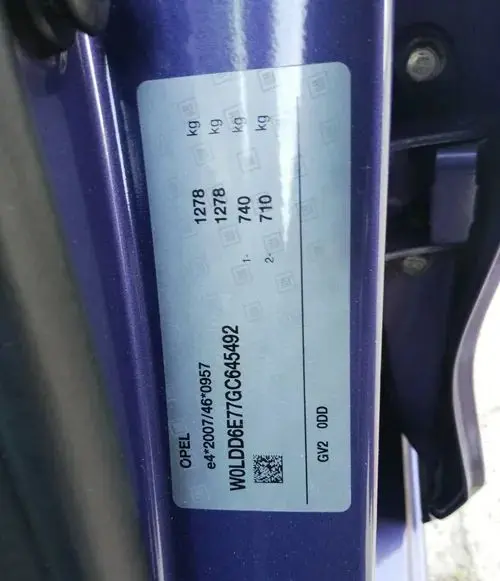 OPEL
e4*2007/46*0957
W0LDD6E77GC645492
1278 kg
1278 kg
1- 740 kg
2- 710 kg
GV2 0DD